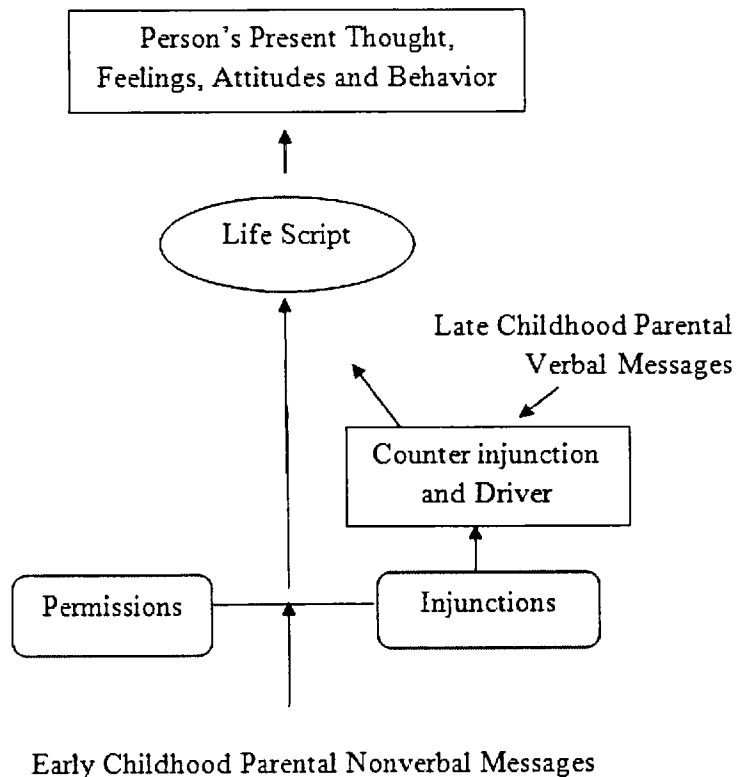 Person's Present Thought,
Feelings, Attitudes and Behavior
Life Script
Late Childhood Parental
Verbal Messages
Counter injunction
and Driver
Permissions
Injunctions
Early Childhood Parental Nonverbal Messages